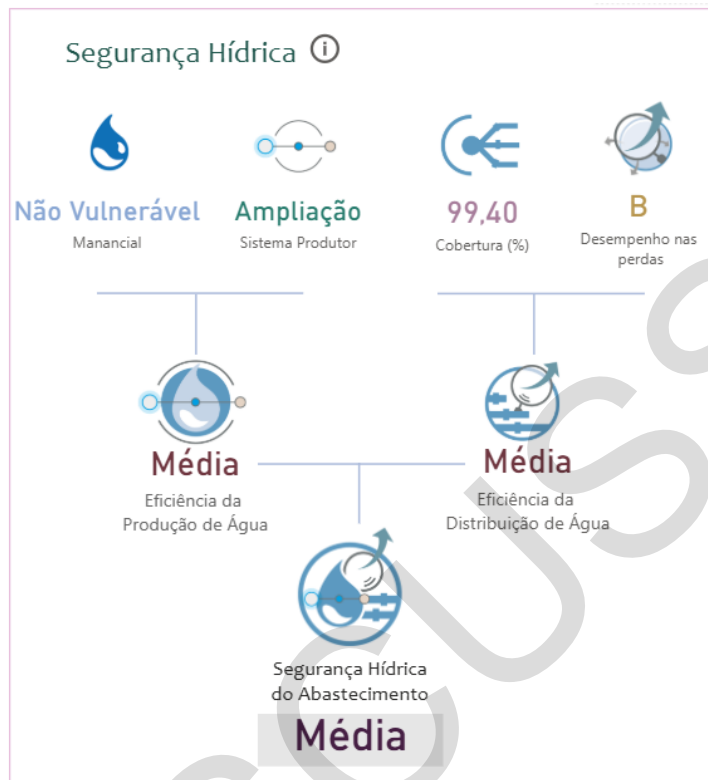 Segurança Hídrica i
Não Vulnerável
Manancial
Ampliação
Sistema Produtor
99,40
Cobertura (%)
B
Desempenho nas
perdas
Média
Eficiência da
Produção de Água
Média
Eficiência da
Distribuição de Água
Segurança Hídrica
do Abastecimento
Média